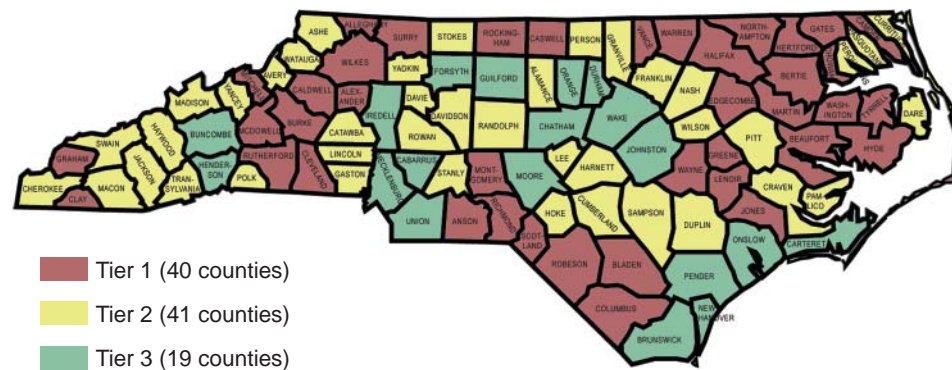 ASHE
ALLEGHANY
SURRY
STOKES
ROCKING-
HAM
CASWELL
PERSON
GRANVILLE
VANCE
WARREN
NORTH-
AMPTON
GATES
HERTFORD
CURRITUCK
WATAUGA
WILKES
YADKIN
FORSYTH
GUILFORD
ALAMANCE
ORANGE
DURHAM
FRANKLIN
HALIFAX
BERTIE
AVERY
MITCHELL
YANCEY
MADISON
CALDWELL
ALEX-
ANDER
IREDELL
DAVIE
DAVIDSON
RANDOLPH
CHATHAM
WAKE
NASH
EDGECOMBE
MARTIN
WASH-
INGTON
TYRRELL
DARE
HAYWOOD
BUNCOMBE
MCDOWELL
BURKE
CATAWBA
ROWAN
WILSON
PITT
BEAUFORT
HYDE
SWAIN
GRAHAM
JACKSON
HENDER-
SON
RUTHERFORD
CLEVELAND
LINCOLN
CABARRUS
LEE
HARNETT
JOHNSTON
GREENE
WAYNE
LENOIR
CHEROKEE
CLAY
MACON
TRAN-
SYLVANIA
POLK
GASTON
MECKLENBURG
STANLY
MONT-
GOMERY
MOORE
CRAVEN
PAM-
LICO
UNION
ANSON
RICHMOND
HOKE
CUMBERLAND
SAMPSON
DUPLIN
JONES
SCOT-
LAND
ONSLOW
CARTERET
ROBESON
BLADEN
PENDER
COLUMBUS
NEW
HANOVER
BRUNSWICK
Tier 1 (40 counties)
Tier 2 (41 counties)
Tier 3 (19 counties)